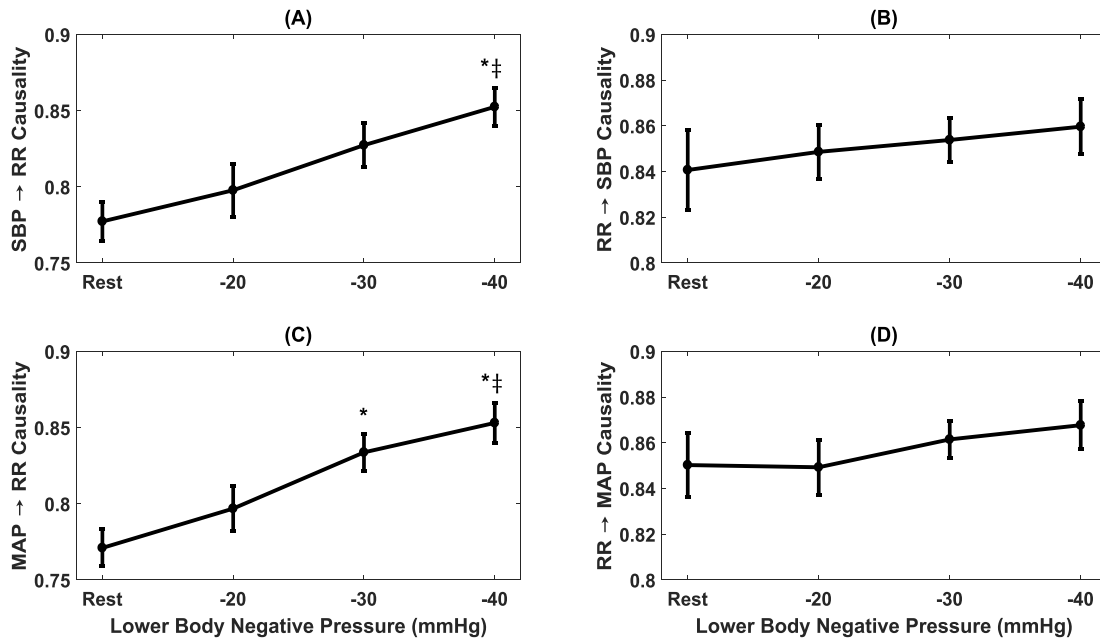 (A)
SBP → RR Causality
0.9
0.85
0.8
0.75
*‡
Rest -20 -30 -40
(B)
RR → SBP Causality
0.9
0.88
0.86
0.84
0.82
0.8
Rest -20 -30 -40
(C)
MAP → RR Causality
0.9
0.85
0.8
0.75
*
*‡
Rest -20 -30 -40
Lower Body Negative Pressure (mmHg)
(D)
RR → MAP Causality
0.9
0.88
0.86
0.84
0.82
0.8
Rest -20 -30 -40
Lower Body Negative Pressure (mmHg)